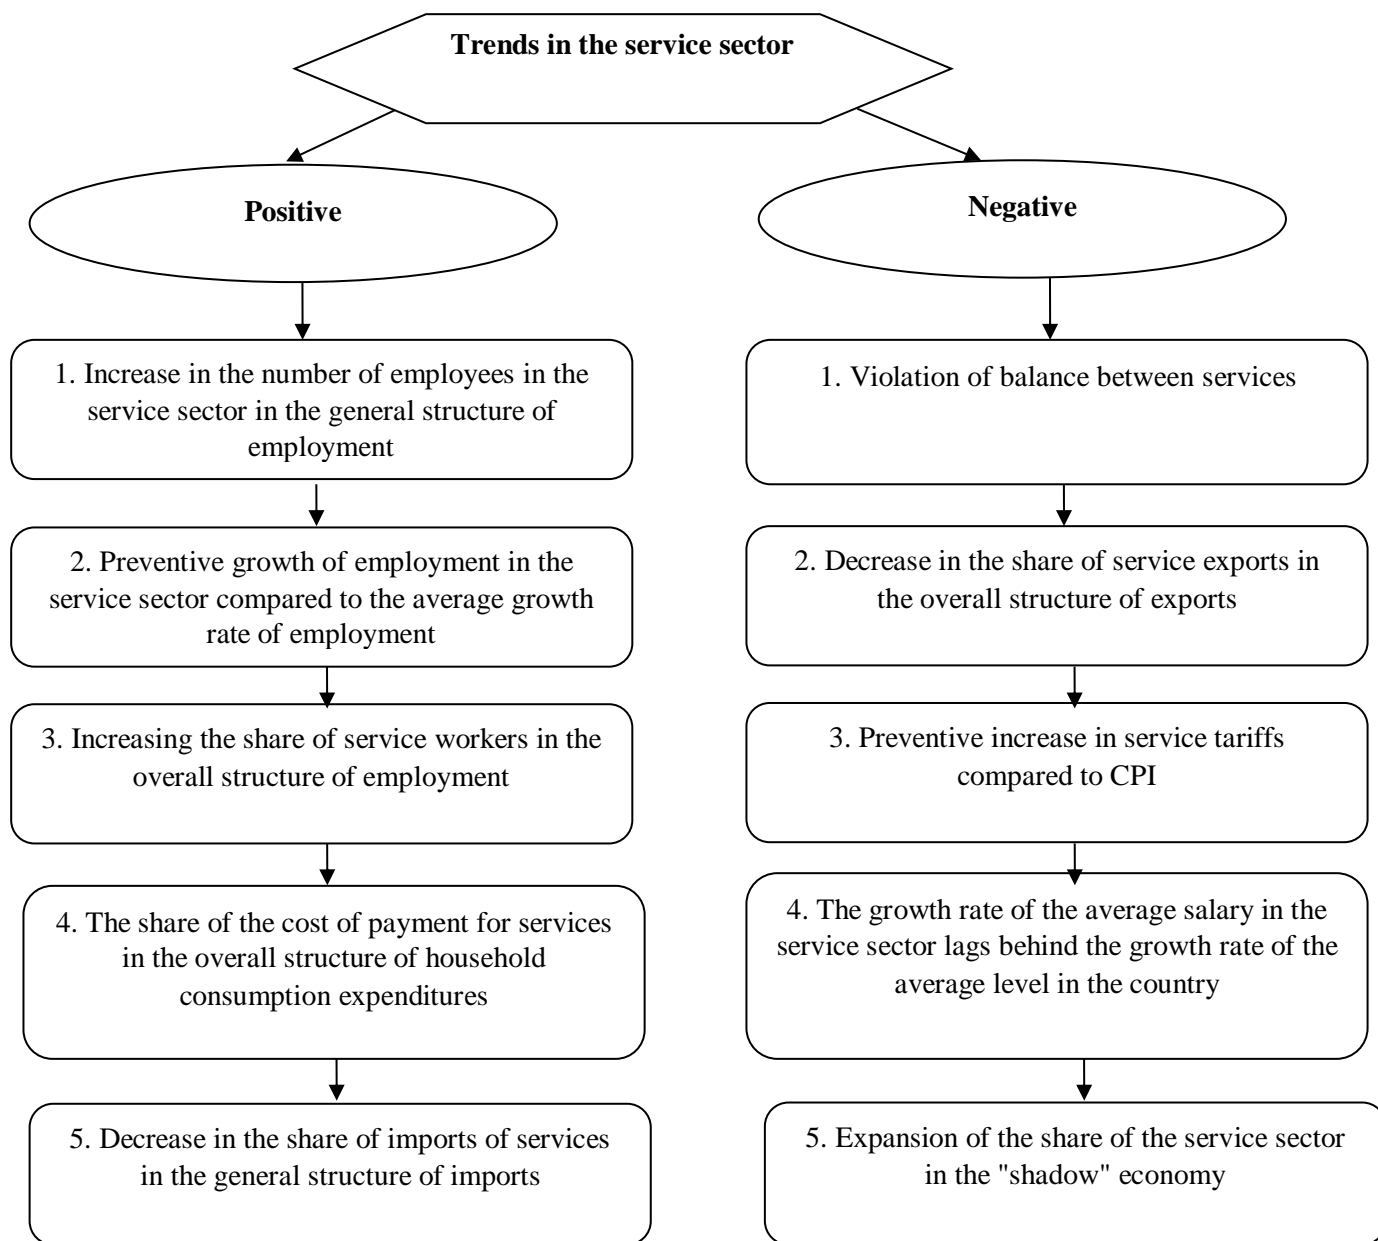 Trends in the service sector
Positive
Negative
1. Increase in the number of employees in the
service sector in the general structure of
employment
2. Preventive growth of employment in the
service sector compared to the average growth
rate of employment
3. Increasing the share of service workers in the
overall structure of employment
4. The share of the cost of payment for services
in the overall structure of household
consumption expenditures
5. Decrease in the share of imports of services
in the general structure of imports
1. Violation of balance between services
2. Decrease in the share of service exports in
the overall structure of exports
3. Preventive increase in service tariffs
compared to CPI
4. The growth rate of the average salary in the
service sector lags behind the growth rate of the
average level in the country
5. Expansion of the share of the service sector
in the "shadow" economy